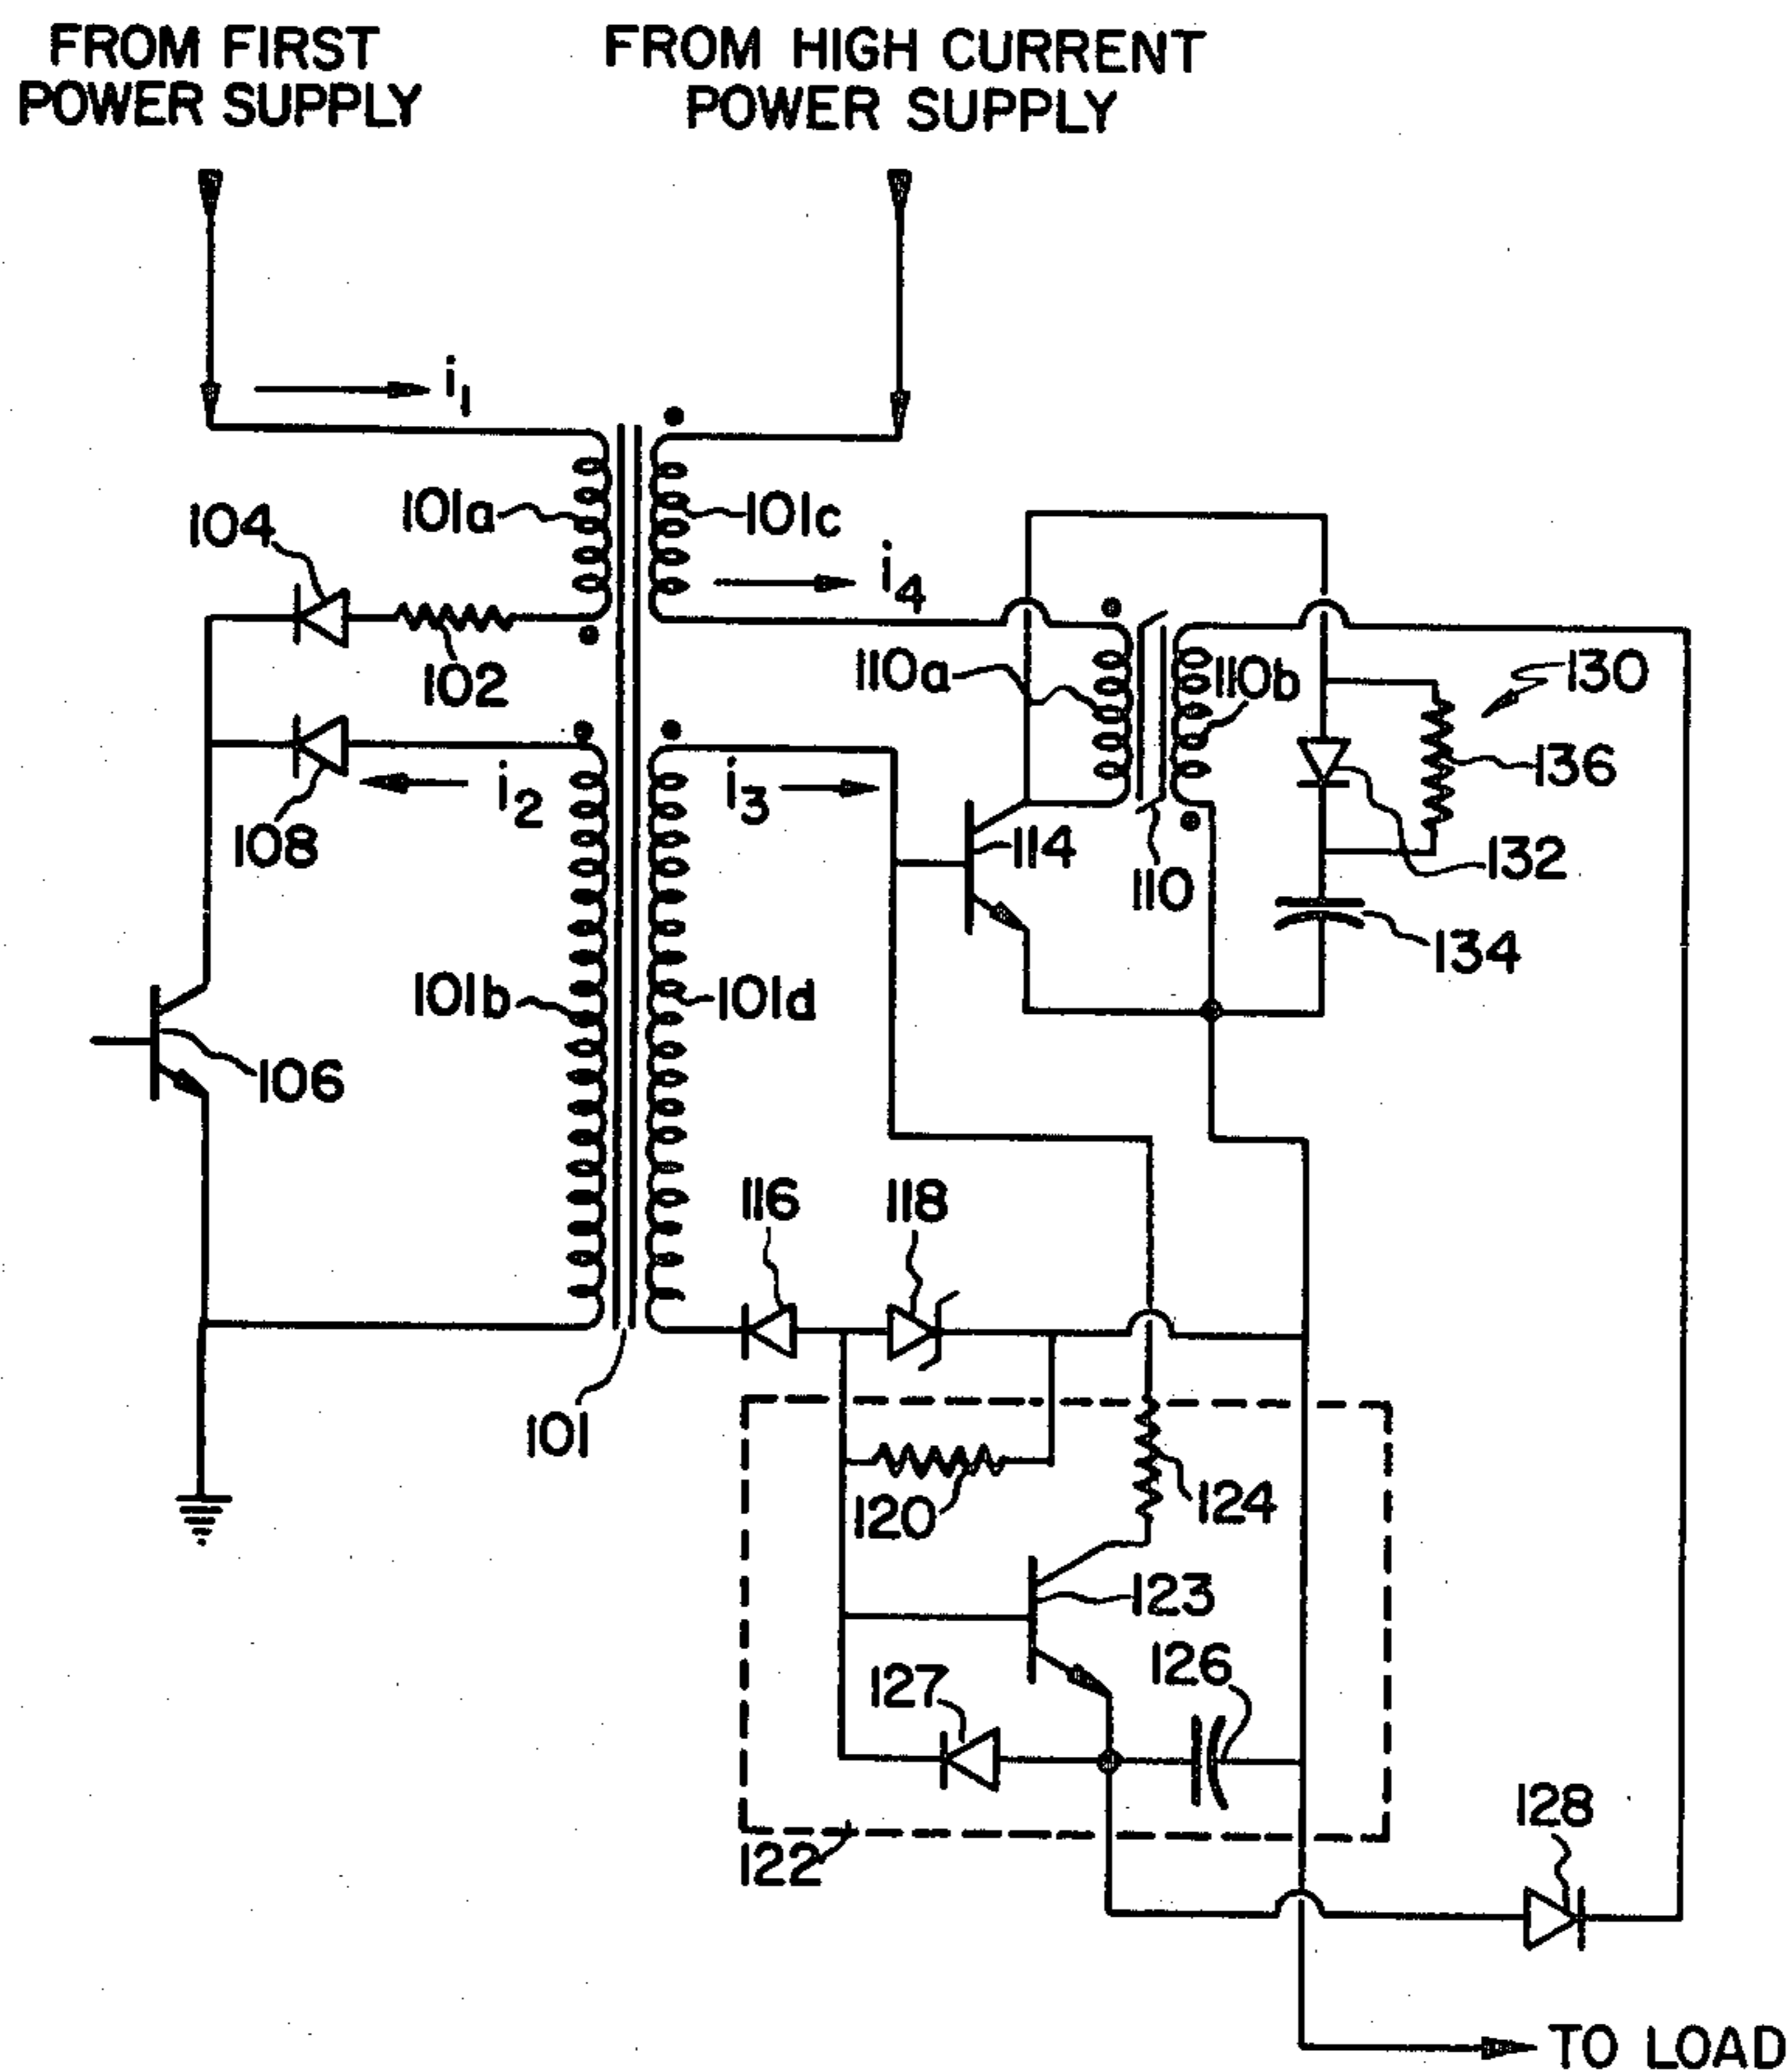 FROM FIRST
POWER SUPPLY
FROM HIGH CURRENT
POWER SUPPLY
i1
101a
101c
104
i4
102
110a
110b
130
i2
i3
136
108
114
110
132
134
101b
101d
106
116
118
101
120
124
123
127
126
122
128
TO LOAD